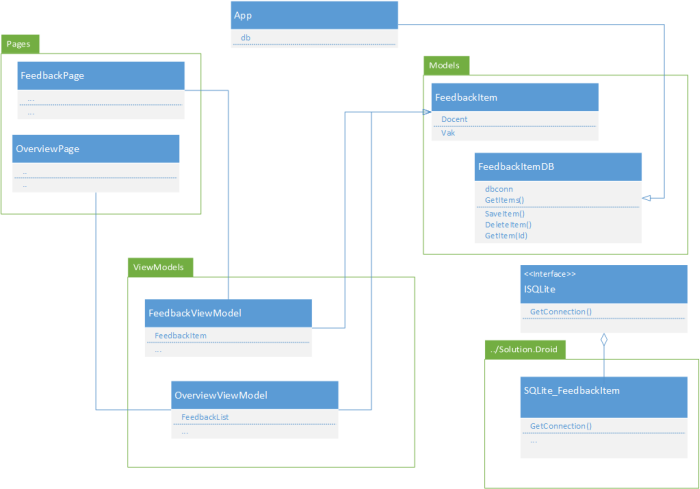 App
db
Pages
FeedbackPage
...
...
OverviewPage
..
..
Models
FeedbackItem
Docent
Vak
FeedbackItemDB
dbconn
GetItems()
SaveItem()
DeleteItem()
GetItem(Id)
ViewModels
FeedbackViewModel
FeedbackItem
...
OverviewViewModel
FeedbackList
...
<<Interface>>
ISQLite
GetConnection()
../Solution.Droid
SQLite_FeedbackItem
GetConnection()
...